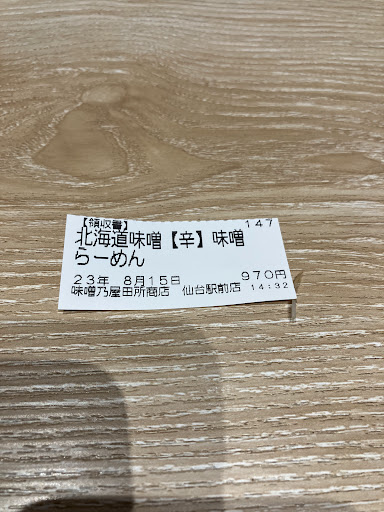 【領収書】 147
北海道味噌【辛】味噌
らーめん
23年 8月15日 970円
味噌乃屋田所商店 仙台駅前店 14:32